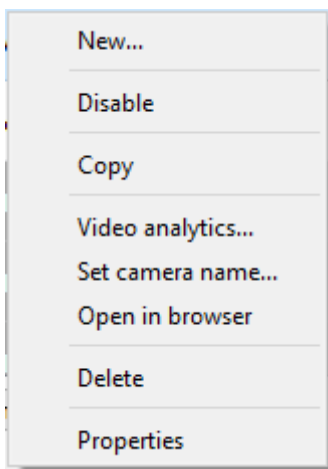 New...
Disable
Copy
Video analytics...
Set camera name...
Open in browser
Delete
Properties